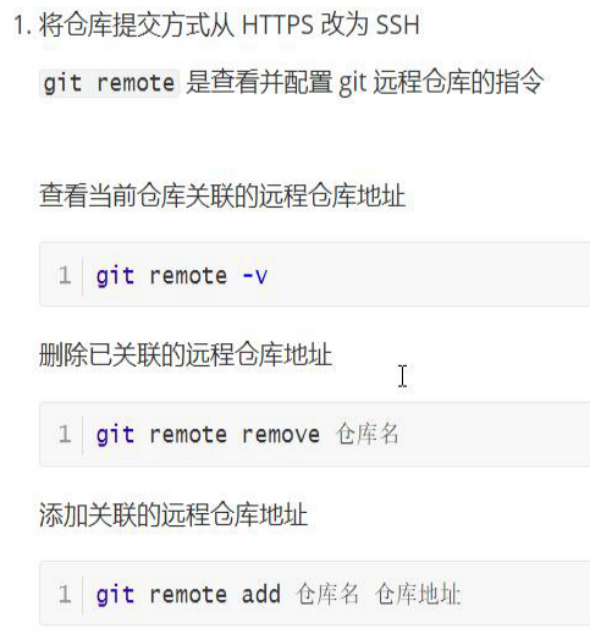 1. 将仓库提交方式从 HTTPS 改为 SSH
git remote 是查看并配置 git 远程仓库的指令
查看当前仓库关联的远程仓库地址
1 git remote -v
删除已关联的远程仓库地址
1 git remote remove 仓库名
添加关联的远程仓库地址
1 git remote add 仓库名 仓库地址